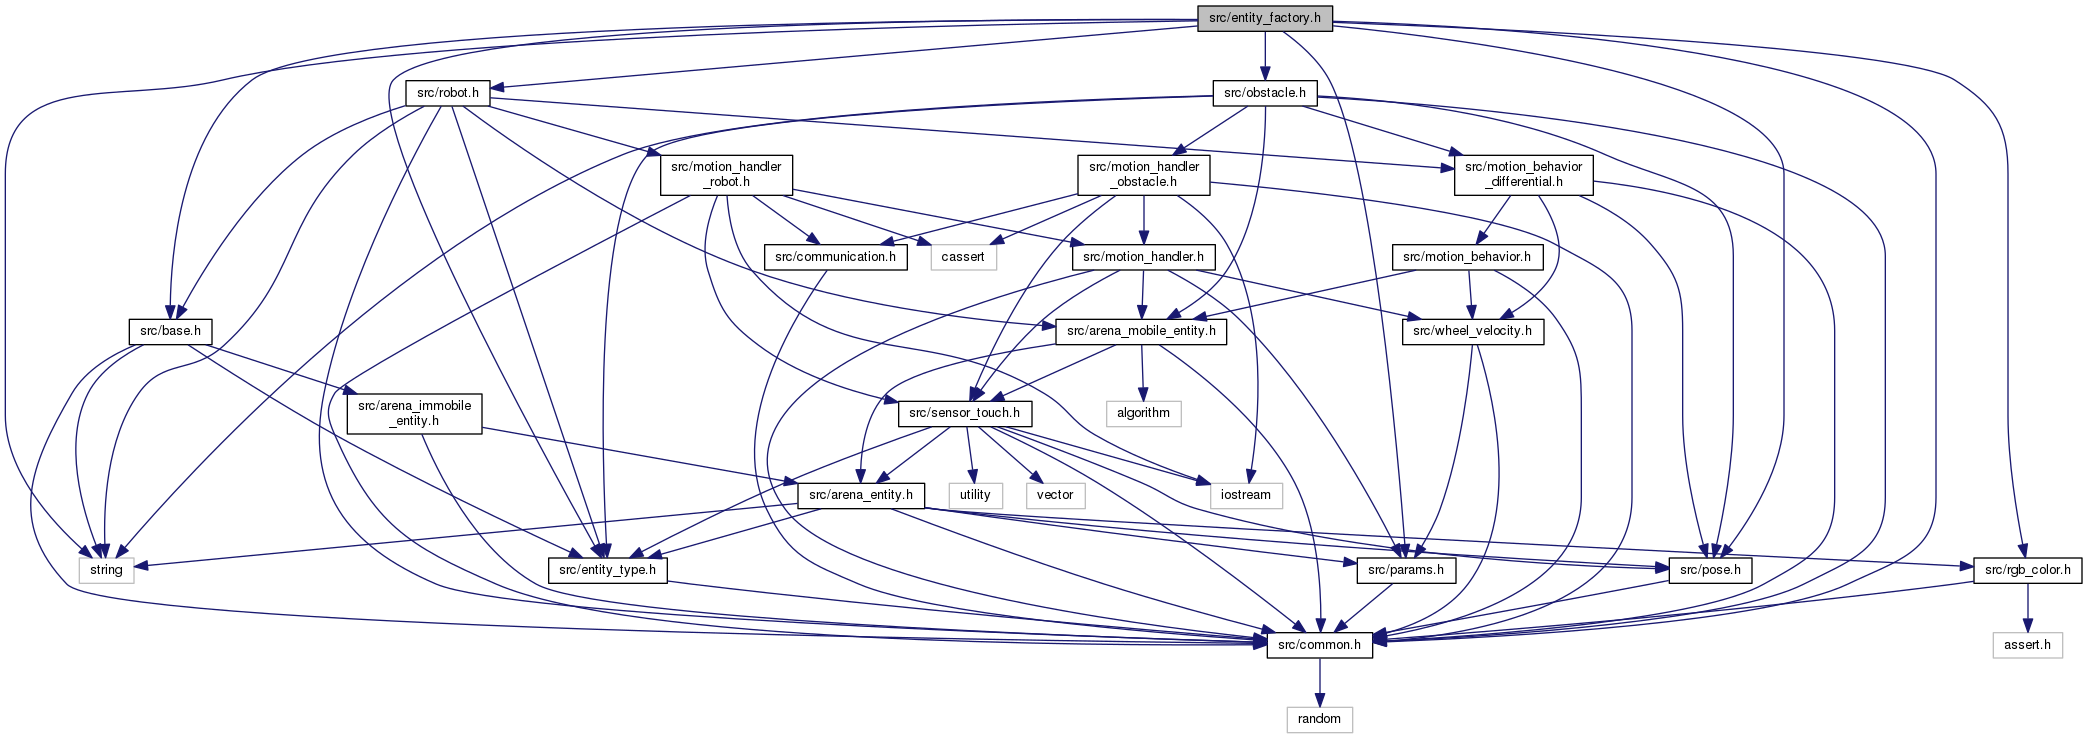 src/entity_factory.h
src/robot.h
src/obstacle.h
src/motion_handler
_robot.h
src/motion_handler
_obstacle.h
src/motion_behavior
_differential.h
src/communication.h
cassert
src/motion_handler.h
src/motion_behavior.h
src/base.h
src/arena_mobile_entity.h
src/wheel_velocity.h
src/arena_immobile
_entity.h
src/sensor_touch.h
algorithm
src/arena_entity.h
utility
vector
iostream
string
src/entity_type.h
src/params.h
src/pose.h
src/rgb_color.h
src/common.h
assert.h
random